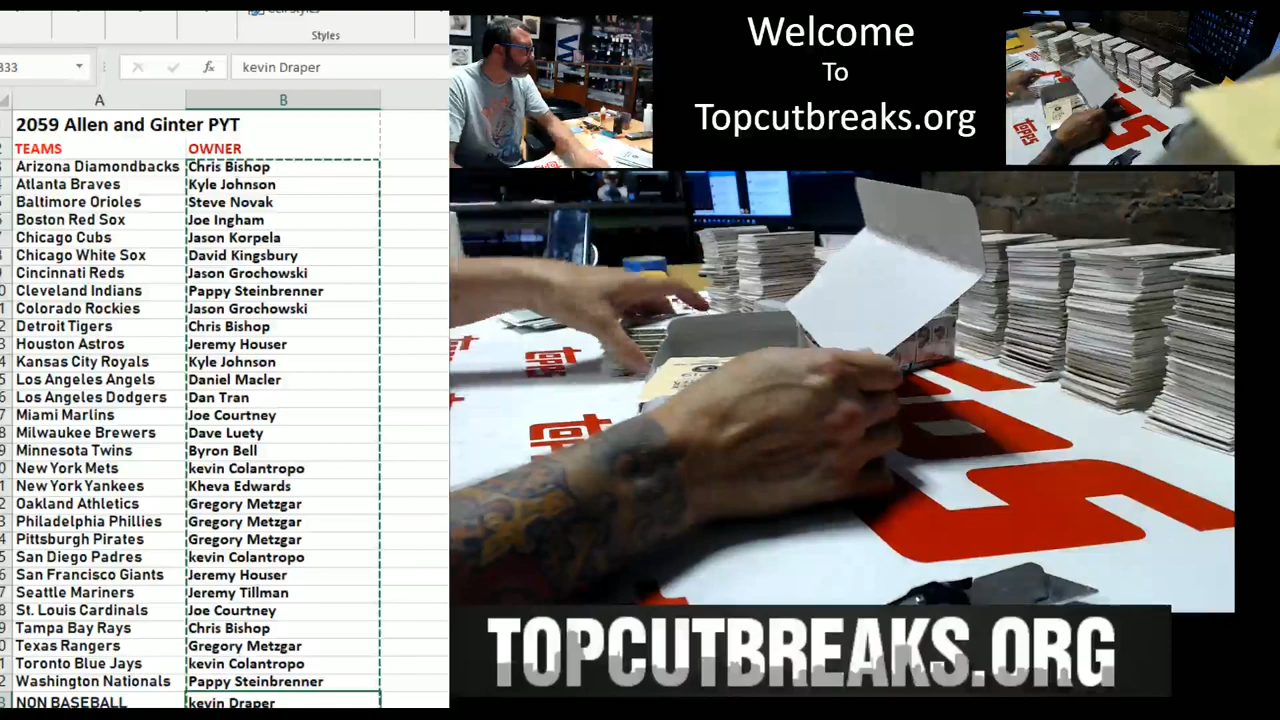 Styles
333
fx
kevin Draper
A
B
2059 Allen and Ginter PYT
TEAMS OWNER
Arizona Diamondbacks Chris Bishop
Atlanta Braves Kyle Johnson
Baltimore Orioles Steve Novak
Boston Red Sox Joe Ingham
Chicago Cubs Jason Korpela
Chicago White Sox David Kingsbury
Cincinnati Reds Jason Grochowski
Cleveland Indians Pappy Steinbrenner
Colorado Rockies Jason Grochowski
Detroit Tigers Chris Bishop
Houston Astros Jeremy Houser
Kansas City Royals Kyle Johnson
Los Angeles Angels Daniel Macler
Los Angeles Dodgers Dan Tran
Miami Marlins Joe Courtney
Milwaukee Brewers Dave Luety
Minnesota Twins Byron Bell
New York Mets kevin Colantropo
New York Yankees Kheva Edwards
Oakland Athletics Gregory Metzgar
Philadelphia Phillies Gregory Metzgar
Pittsburgh Pirates Gregory Metzgar
San Diego Padres kevin Colantropo
San Francisco Giants Jeremy Houser
Seattle Mariners Jeremy Tillman
St. Louis Cardinals Joe Courtney
Tampa Bay Rays Chris Bishop
Texas Rangers Gregory Metzgar
Toronto Blue Jays kevin Colantropo
Washington Nationals Pappy Steinbrenner
NON BASEBALL kevin Draper
Welcome
To
Topcutbreaks.org
topps
topps
topps
TOPCUTBREAKS.ORG